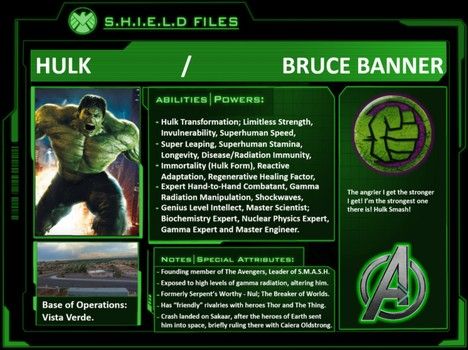 S.H.I.E.L.D FILES
HULK / BRUCE BANNER
ABILITIES|POWERS:
- Hulk Transformation; Limitless Strength,
Invulnerability, Superhuman Speed,
- Super Leaping, Superhuman Stamina,
Longevity, Disease/Radiation Immunity,
- Immortality (Hulk Form), Reactive
Adaptation, Regenerative Healing Factor,
- Expert Hand-to-Hand Combatant, Gamma
Radiation Manipulation, Shockwaves,
- Genius Level Intellect, Master Scientist;
Biochemistry Expert, Nuclear Physics Expert,
Gamma Expert and Master Engineer.
The angrier I get the stronger
I get! I'm the strongest one
there is! Hulk Smash!
Base of Operations:
Vista Verde.
NOTES|SPECIAL ATTRIBUTES:
- Founding member of The Avengers, Leader of S.M.A.S.H.
- Exposed to high levels of gamma radiation, altering him.
- Formerly Serpent's Worthy - Nul; The Breaker of Worlds.
- Has "friendly" rivalries with heroes Thor and The Thing.
- Crash landed on Sakaar, after the heroes of Earth sent
him into space, briefly ruling there with Caiera Oldstrong.